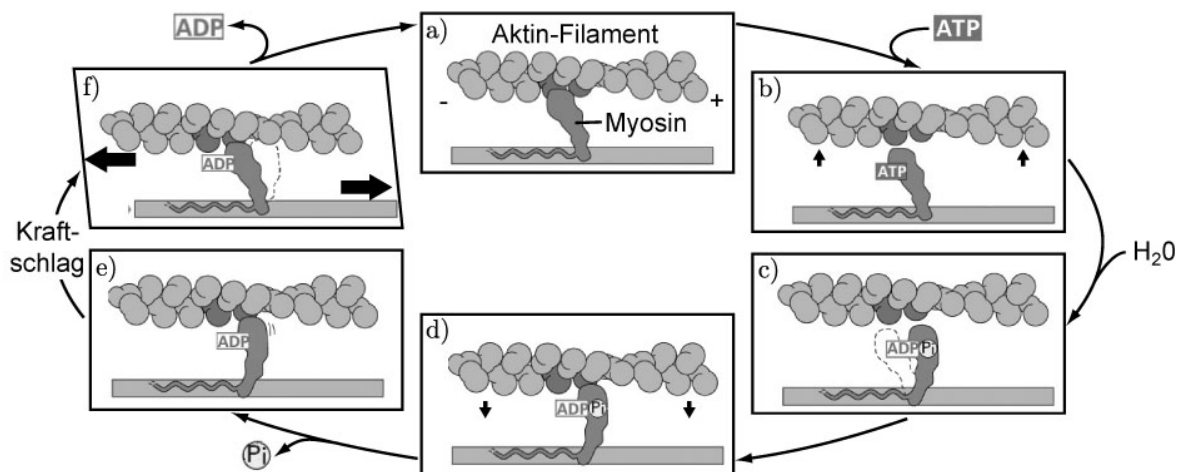 ADP
a)
Aktin-Filament
ATP
f)
-
+
Myosin
b)
ADP
ATP
Kraft-
schlag
e)
c)
H₂0
ADP
ADP
Pi
d)
ADP
Pi
Pi